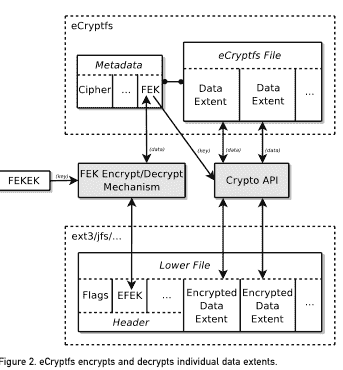 eCryptfs
eCryptfs File
Metadata
Cipher
...
FEK
Data
Extent
Data
Extent
...
(data)
(key)
(data)
(data)
FEKEK
(key)
FEK Encrypt/Decrypt
Mechanism
Crypto API
ext3/jfs/...
Lower File
Flags
EFEK
...
Header
Encrypted
Data
Extent
Encrypted
Data
Extent
...
Figure 2. eCryptfs encrypts and decrypts individual data extents.